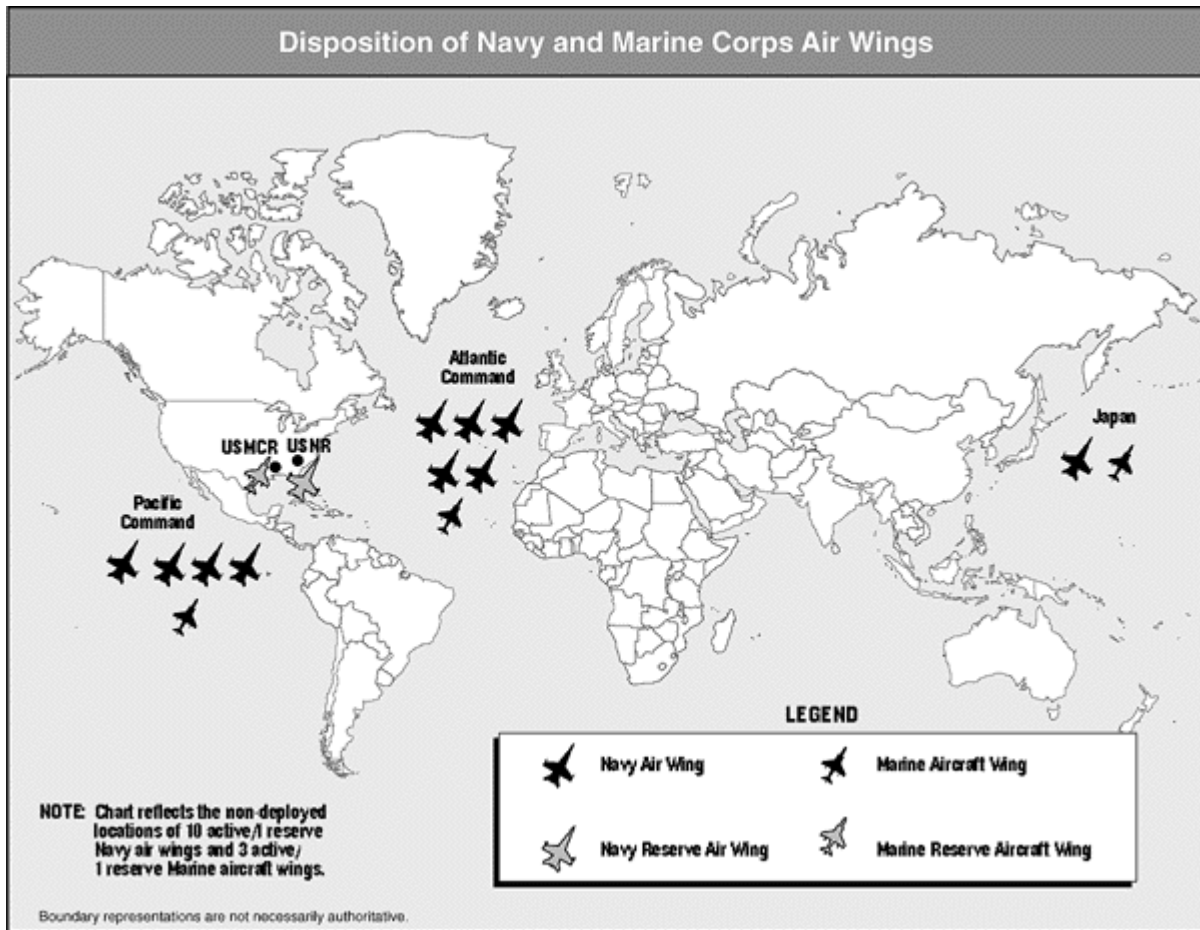 Disposition of Navy and Marine Corps Air Wings
Atlantic
Command
Japan
USMCR
USNR
Pacific
Command
LEGEND
Navy Air Wing
Marine Aircraft Wing
Navy Reserve Air Wing
Marine Reserve Aircraft Wing
NOTE: Chart reflects the non-deployed
locations of 10 active/1 reserve
Navy air wings and 3 active/
1 reserve Marine aircraft wings.
Boundary representations are not necessarily authoritative.